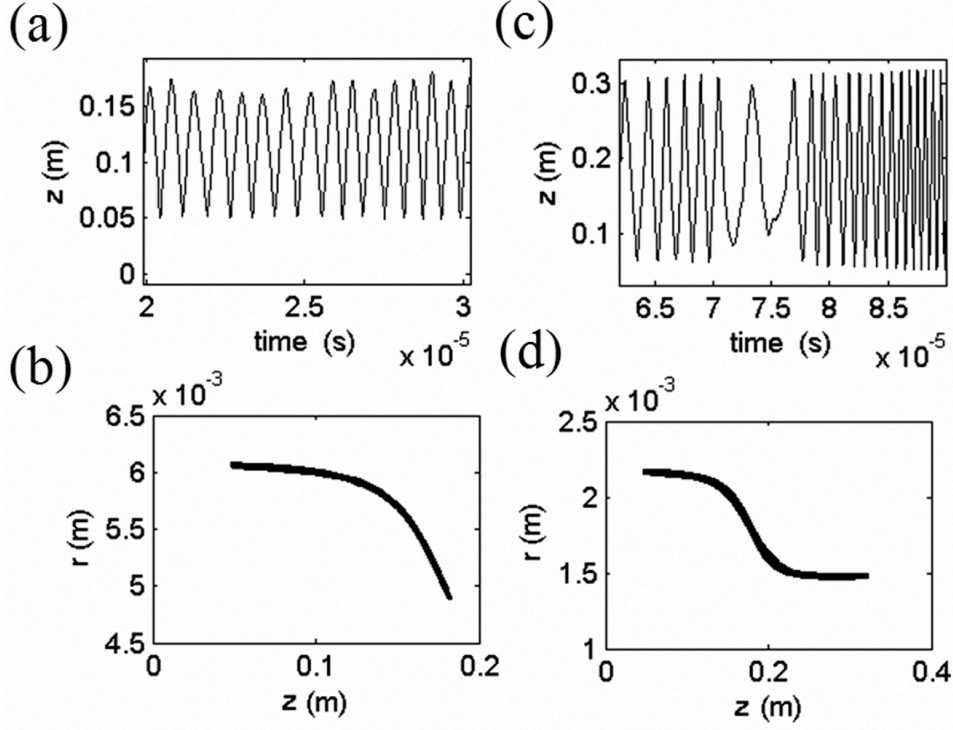 (a)
0.15
0.1
0.05
0
z (m)
2
2.5
3
time (s)
x 10⁻⁵
(c)
0.3
0.2
0.1
z (m)
6.5
7
7.5
8
8.5
time (s)
x 10⁻⁵
(b)
x 10⁻³
6.5
6
5.5
5
4.5
r (m)
0
0.1
0.2
z (m)
(d)
x 10⁻³
2.5
2
1.5
1
r (m)
0
0.2
0.4
z (m)